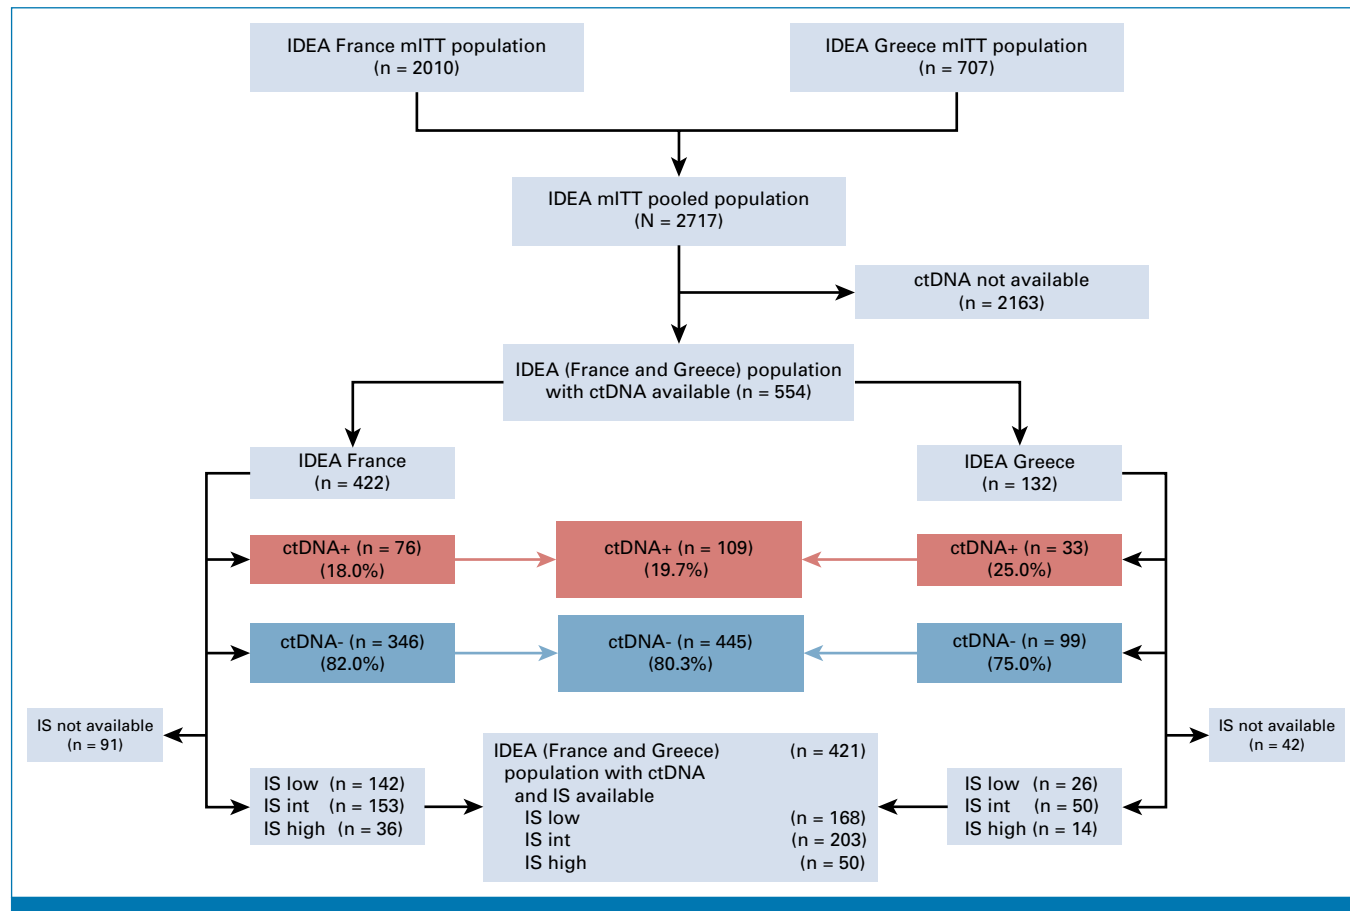 IDEA France mITT population
(n = 2010)
IDEA Greece mITT population
(n = 707)
IDEA mITT pooled population
(N = 2717)
ctDNA not available
(n = 2163)
IDEA (France and Greece) population
with ctDNA available (n = 554)
IDEA France
(n = 422)
IDEA Greece
(n = 132)
ctDNA+ (n = 76)
(18.0%)
ctDNA+ (n = 109)
(19.7%)
ctDNA+ (n = 33)
(25.0%)
ctDNA- (n = 346)
(82.0%)
ctDNA- (n = 445)
(80.3%)
ctDNA- (n = 99)
(75.0%)
IS not available
(n = 91)
IS not available
(n = 42)
IS low (n = 142)
IS int (n = 153)
IS high (n = 36)
IDEA (France and Greece) (n = 421)
population with ctDNA
and IS available
IS low (n = 168)
IS int (n = 203)
IS high (n = 50)
IS low (n = 26)
IS int (n = 50)
IS high (n = 14)